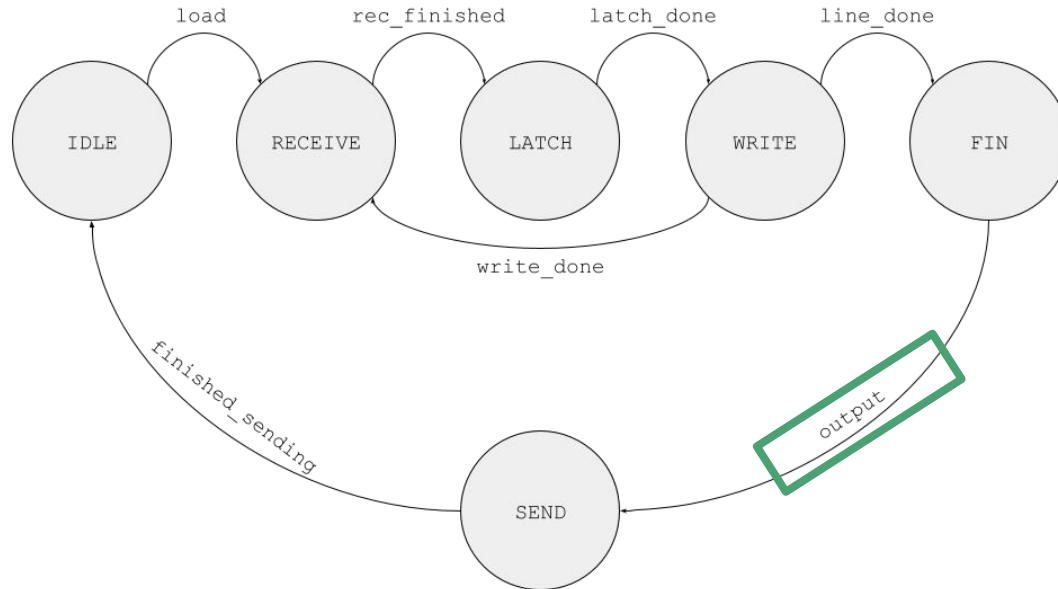 load
rec_finished
latch_done
line_done
IDLE
RECEIVE
LATCH
WRITE
FIN
write_done
finished_sending
output
SEND